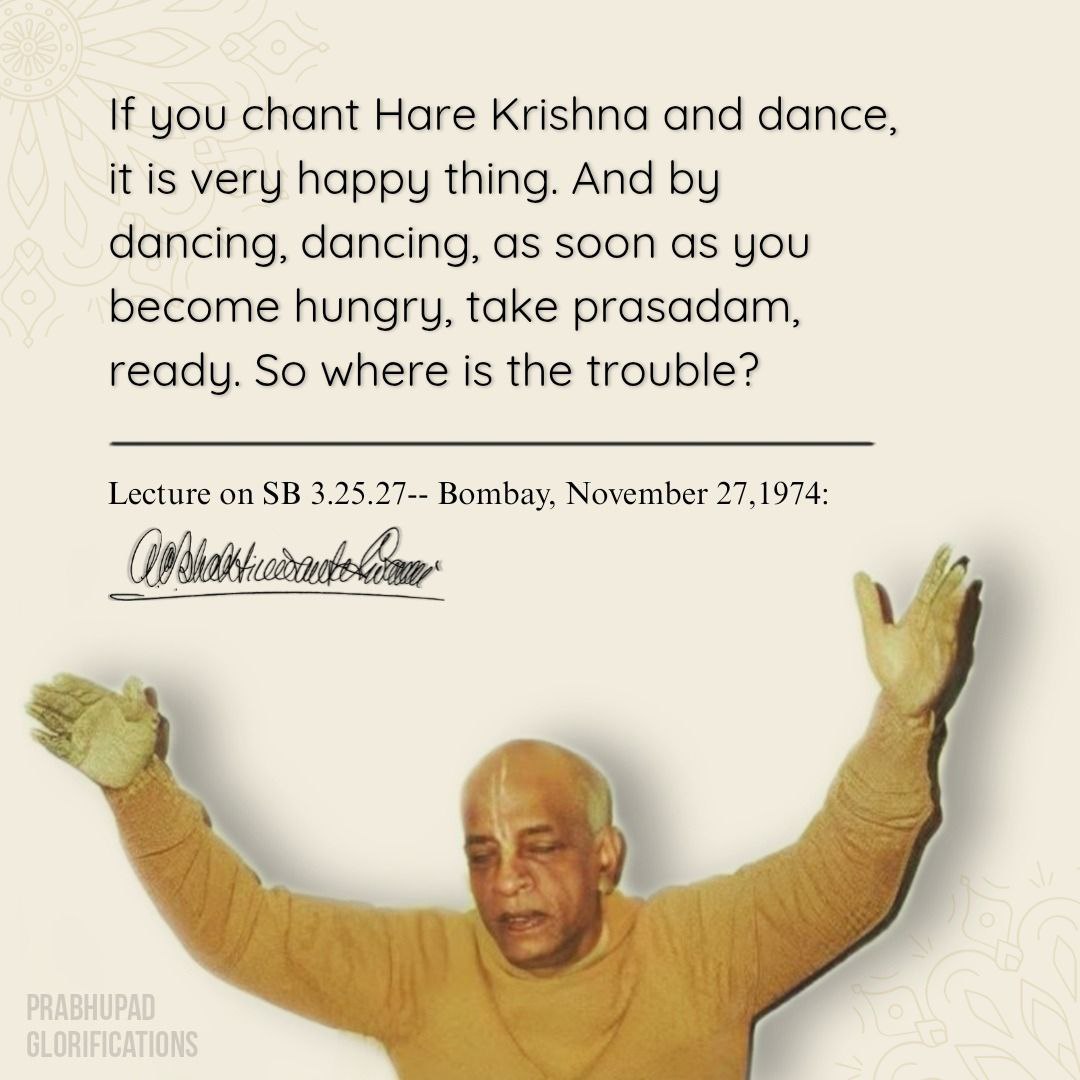 If you chant Hare Krishna and dance,
it is very happy thing. And by
dancing, dancing, as soon as you
become hungry, take prasadam,
ready. So where is the trouble?
Lecture on SB 3.25.27-- Bombay, November 27,1974:
PRABHUPAD
GLORIFICATIONS